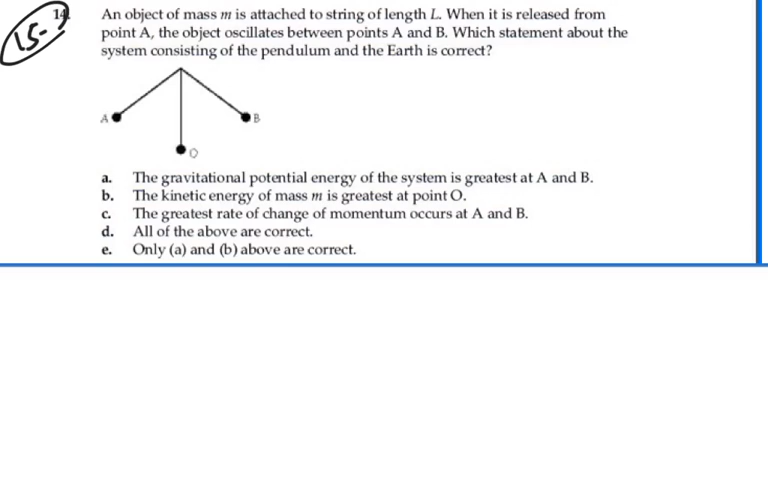 15-
14. An object of mass m is attached to string of length L. When it is released from
point A, the object oscillates between points A and B. Which statement about the
system consisting of the pendulum and the Earth is correct?
A
B
O
a. The gravitational potential energy of the system is greatest at A and B.
b. The kinetic energy of mass m is greatest at point O.
c. The greatest rate of change of momentum occurs at A and B.
d. All of the above are correct.
e. Only (a) and (b) above are correct.